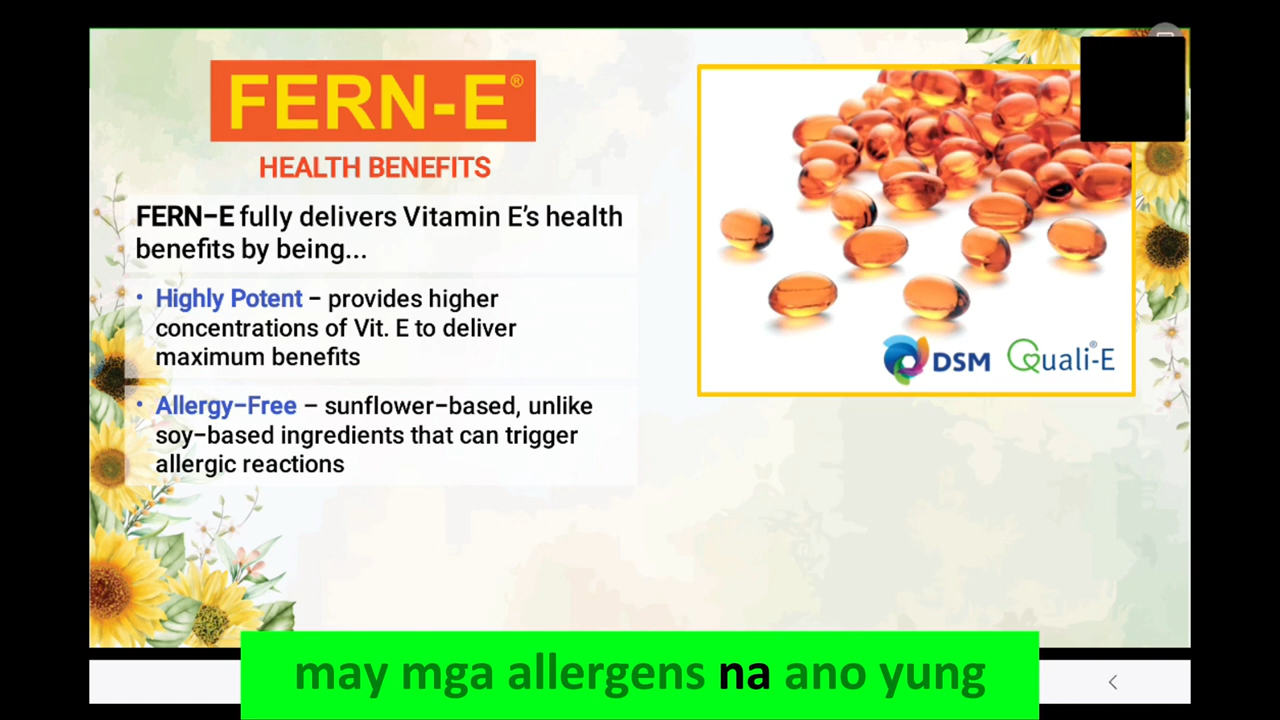 FERN-E®
HEALTH BENEFITS
FERN-E fully delivers Vitamin E's health
benefits by being...
• Highly Potent – provides higher
concentrations of Vit. E to deliver
maximum benefits
• Allergy-Free – sunflower-based, unlike
soy-based ingredients that can trigger
allergic reactions
DSM Quali®-E
may mga allergens na ano yung